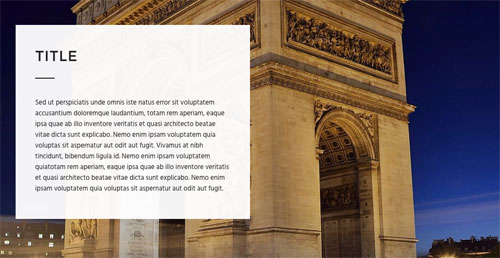 TITLE
Sed ut perspiciatis unde omnis iste natus error sit voluptatem
accusantium doloremque laudantium, totam rem aperiam, eaque
ipsa quae ab illo inventore veritatis et quasi architecto beatae
vitae dicta sunt explicabo. Nemo enim ipsam voluptatem quia
voluptas sit aspernatur aut odit aut fugit. Vivamus at nibh
tincidunt, bibendum ligula id. Nemo enim ipsam voluptatem
quiatotam rem aperiam, eaque ipsa quae ab illo inventore veritatis
et quasi architecto beatae vitae dicta sunt explicabo. Nemo enim
ipsam voluptatem quia voluptas sit aspernatur aut odit aut fugit.